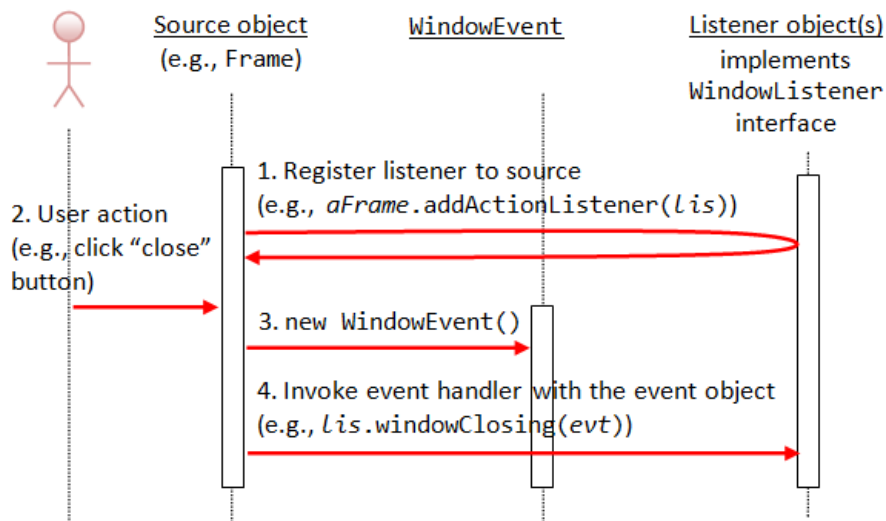 Source object
(e.g., Frame)
WindowEvent
Listener object(s)
implements
WindowListener
interface
1. Register listener to source
(e.g., aFrame.addActionListener(lis))
2. User action
(e.g., click “close”
button)
3. new WindowEvent()
4. Invoke event handler with the event object
(e.g., lis.windowClosing(evt))